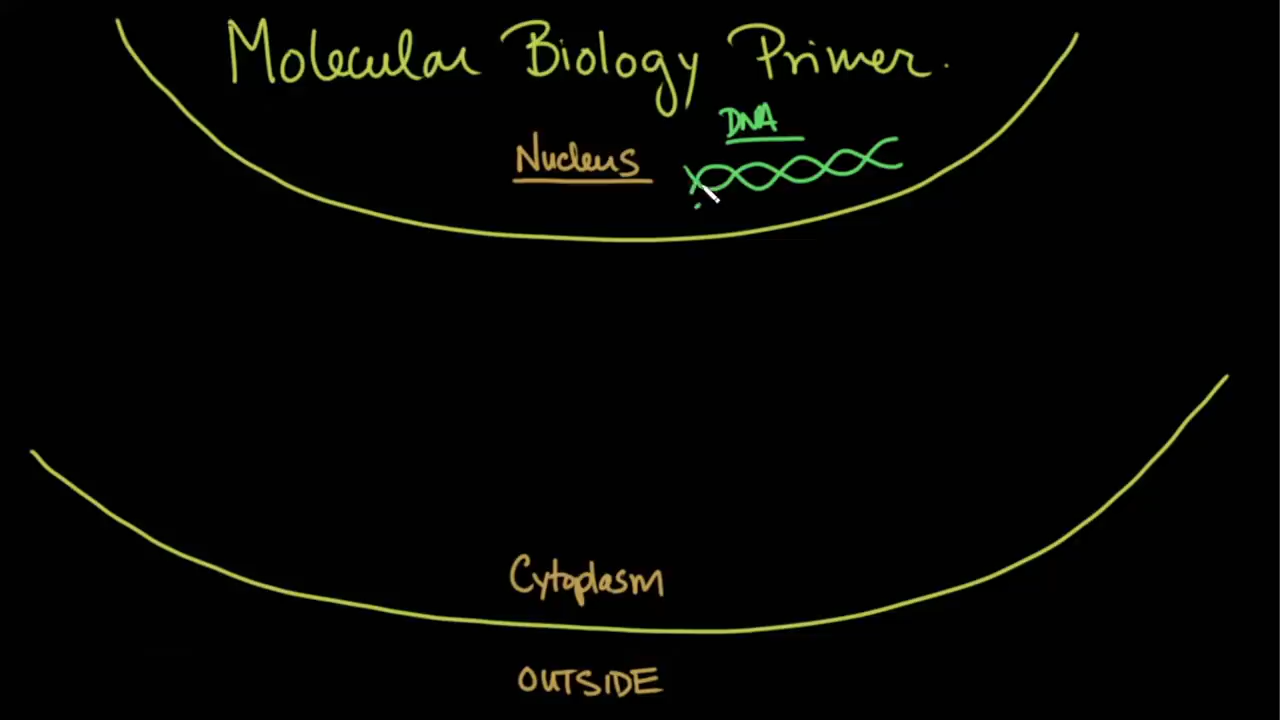 Molecular Biology Primer.
DNA
Nucleus
Cytoplasm
OUTSIDE